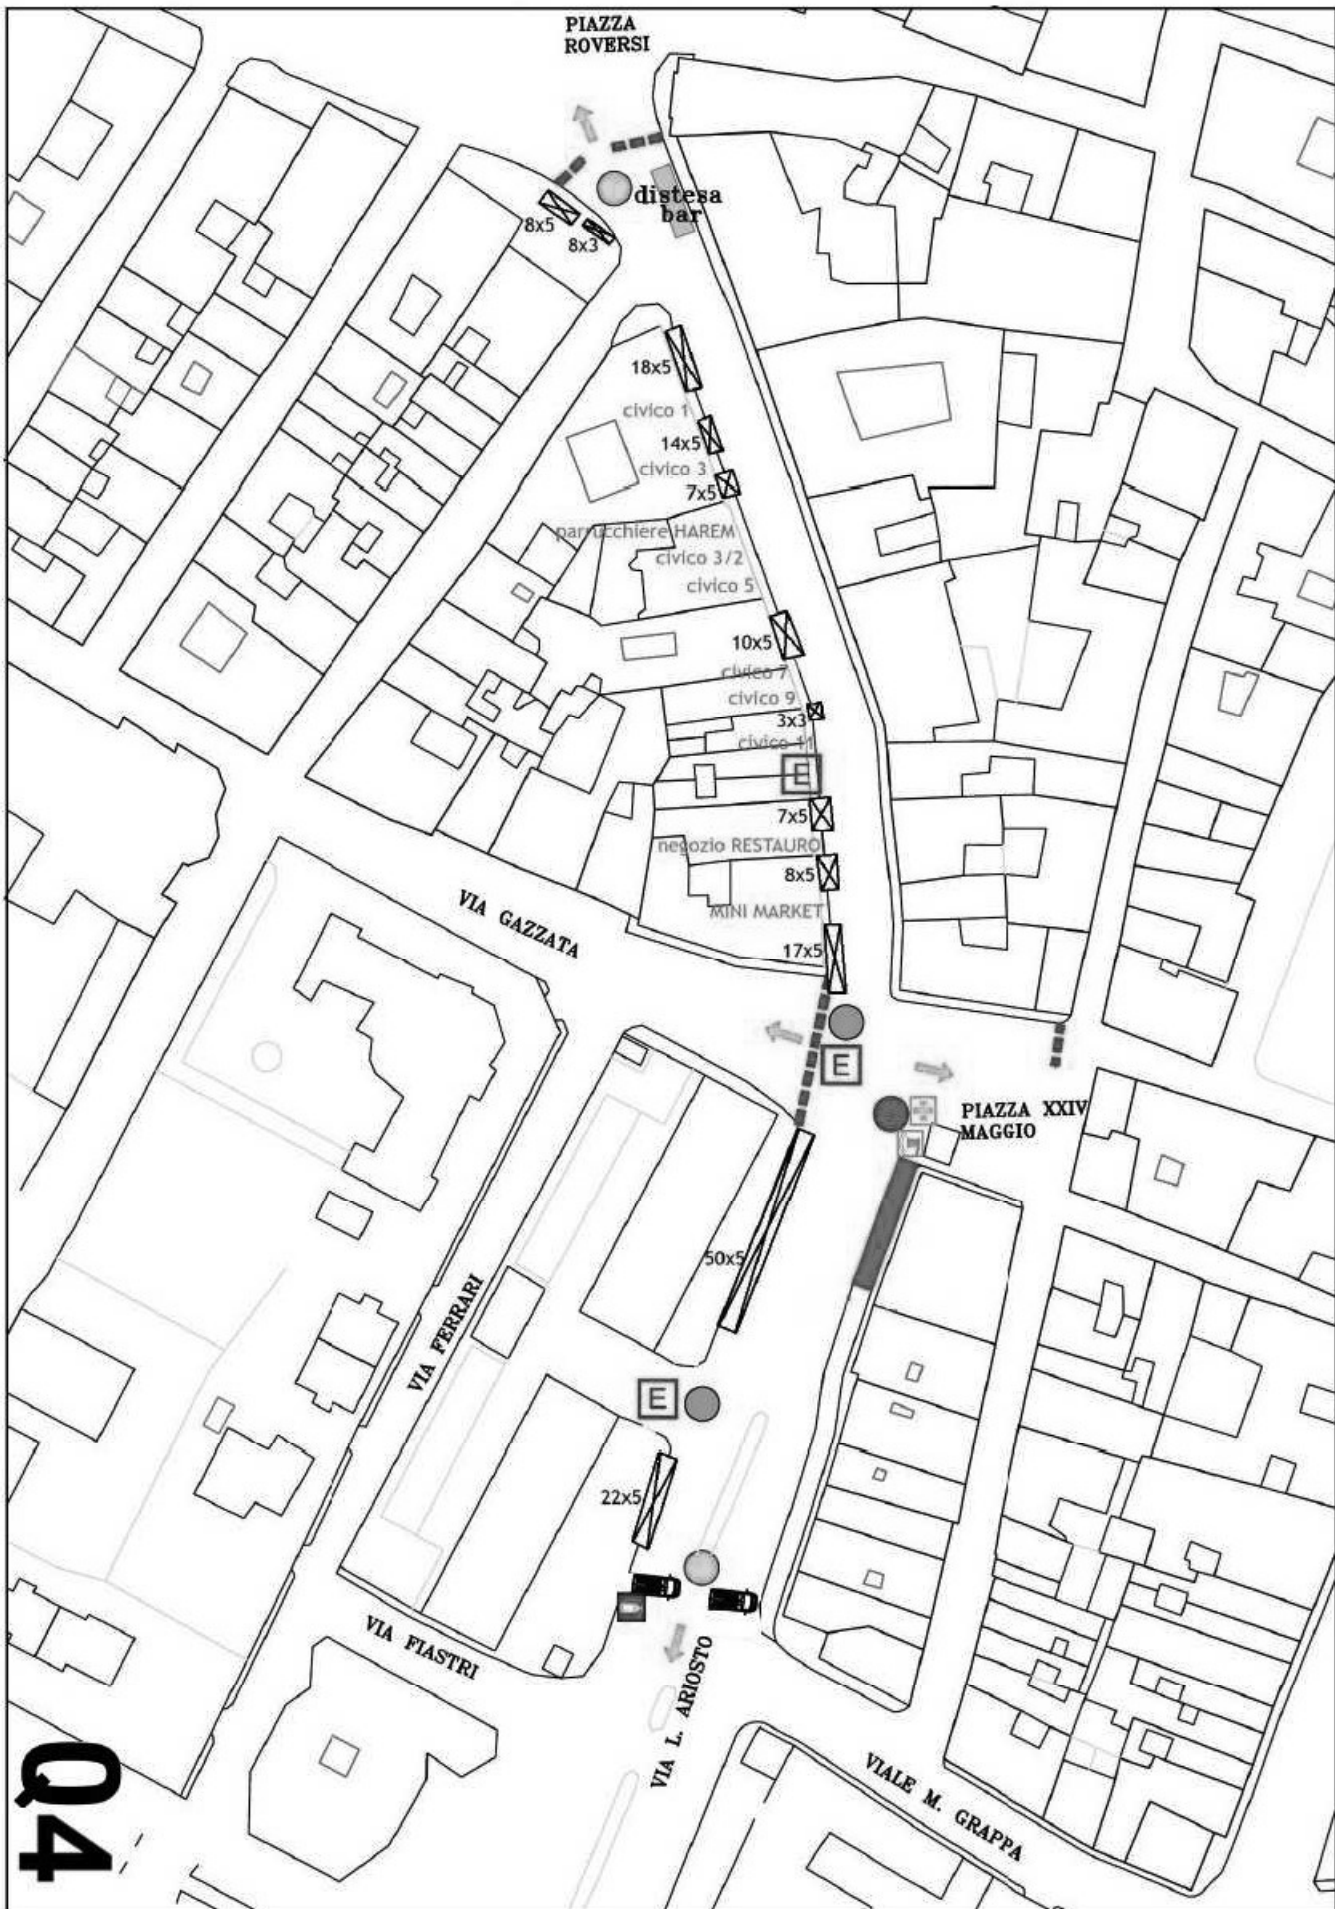 PIAZZA
ROVERSI
distesa
bar
8x5
8x3
18x5
civico 1
14x5
civico 3
7x5
parrucchiere HAREM
civico 3/2
civico 5
10x5
civico 7
civico 9
3x3
civico 11
E
7x5
negozio RESTAURO
8x5
MINI MARKET
VIA GAZZATA
17x5
E
PIAZZA XXIV
MAGGIO
50x5
VIA FERRARI
E
22x5
VIA FIASTRI
VIA L. ARIOSTO
VIALE M. GRAPPA
Q4